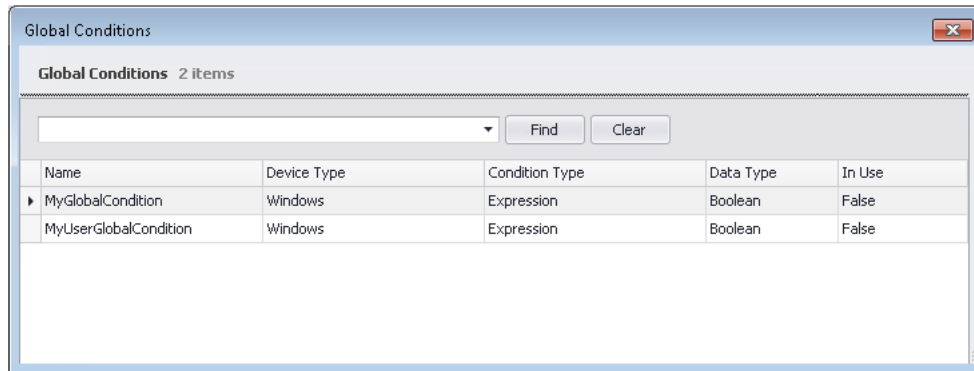 Global Conditions
Global Conditions 2 items
Find Clear
Name Device Type Condition Type Data Type In Use
MyGlobalCondition Windows Expression Boolean False
MyUserGlobalCondition Windows Expression Boolean False